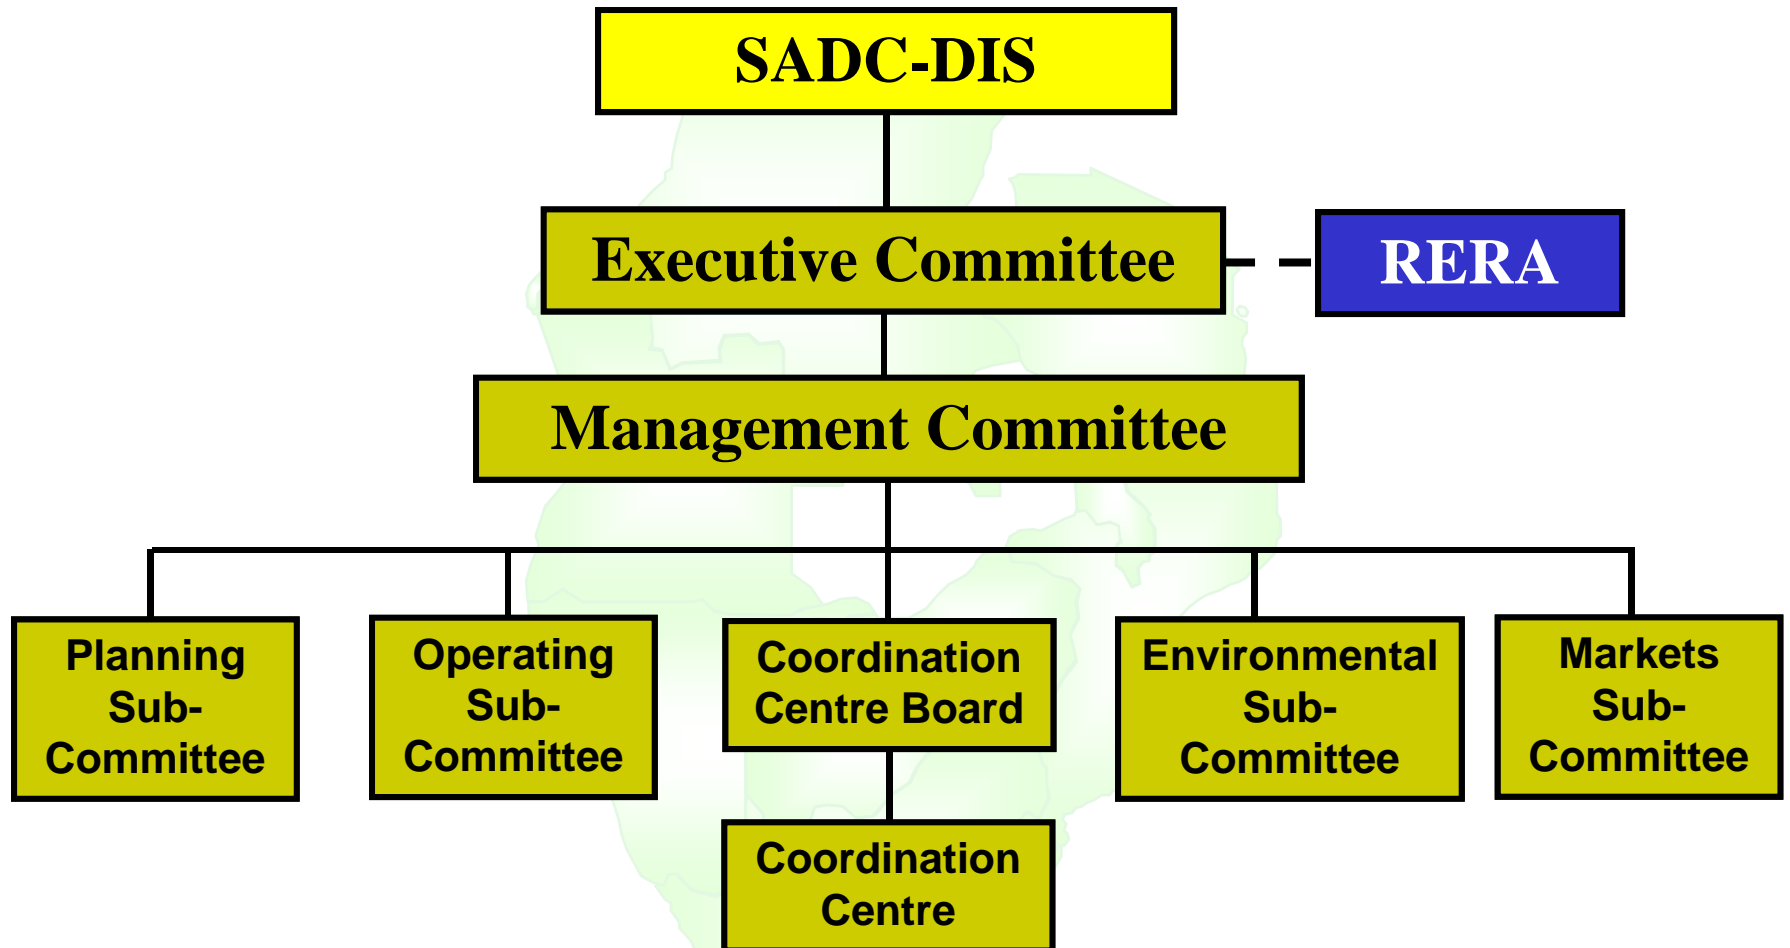 SADC-DIS
Executive Committee
RERA
Management Committee
Planning
Sub-
Committee
Operating
Sub-
Committee
Coordination
Centre Board
Environmental
Sub-
Committee
Markets
Sub-
Committee
Coordination
Centre